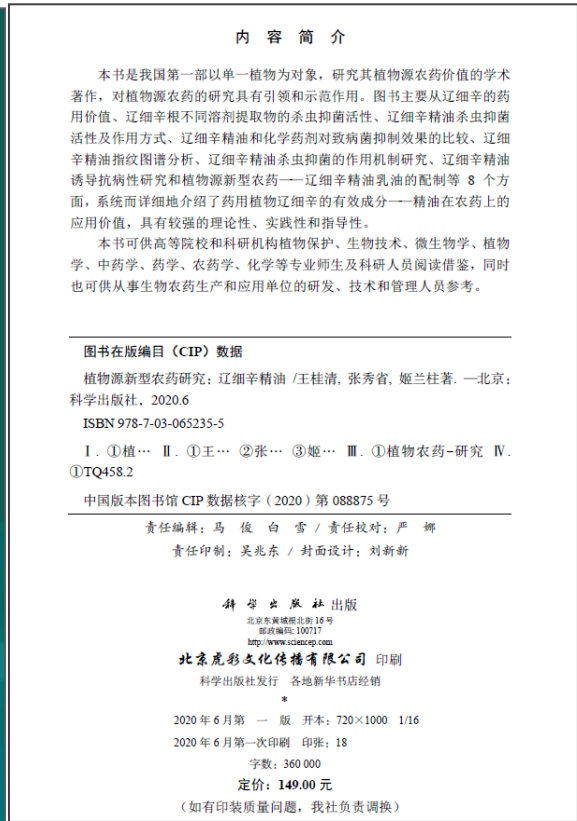 内 容 简 介
本书是我国第一部以单一植物为对象，研究其植物源农药价值的学术
著作，对植物源农药的研究具有引领和示范作用。图书主要从辽细辛的药
用价值、辽细辛根不同溶剂提取物的杀虫抑菌活性、辽细辛精油杀虫抑菌
活性及作用方式、辽细辛精油和化学药剂对致病菌抑制效果的比较、辽细
辛精油指纹图谱分析、辽细辛精油杀虫抑菌的作用机制研究、辽细辛精油
诱导抗病性研究和植物源新型农药——辽细辛精油乳油的配制等 8 个方
面，系统而详细地介绍了药用植物辽细辛的有效成分——精油在农药上的
应用价值，具有较强的理论性、实践性和指导性。
本书可供高等院校和科研机构植物保护、生物技术、微生物学、植物
学、中药学、药学、农药学、化学等专业师生及科研人员阅读借鉴，同时
也可供从事生物农药生产和应用单位的研发、技术和管理人员参考。
图书在版编目（CIP）数据
植物源新型农药研究：辽细辛精油 /王桂清, 张秀省, 姬兰柱著. —北京：
科学出版社，2020.6
ISBN 978-7-03-065235-5
Ⅰ. ①植… Ⅱ. ①王… ②张… ③姬… Ⅲ. ①植物农药-研究 Ⅳ.
①TQ458.2
中国版本图书馆 CIP 数据核字（2020）第 088875 号
责任编辑：马 俊 白 雪 / 责任校对：严 娜
责任印制：吴兆东 / 封面设计：刘新新
科学出版社 出版
北京东黄城根北街 16 号
邮政编码: 100717
http://www.sciencep.com
北京虎彩文化传播有限公司 印刷
科学出版社发行 各地新华书店经销
*
2020 年 6 月第 一 版 开本：720×1000 1/16
2020 年 6 月第一次印刷 印张：18
字数：360 000
定价：149.00 元
（如有印装质量问题，我社负责调换）